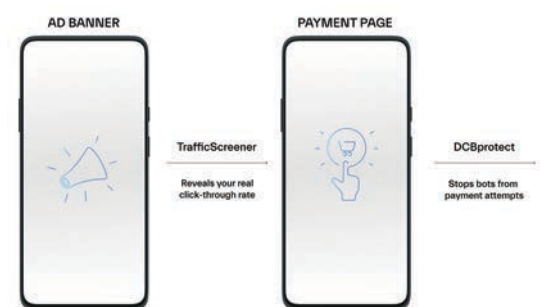 AD BANNER
PAYMENT PAGE
TrafficScreener
Reveals your real
click-through rate
DCBprotect
Stops bots from
payment attempts